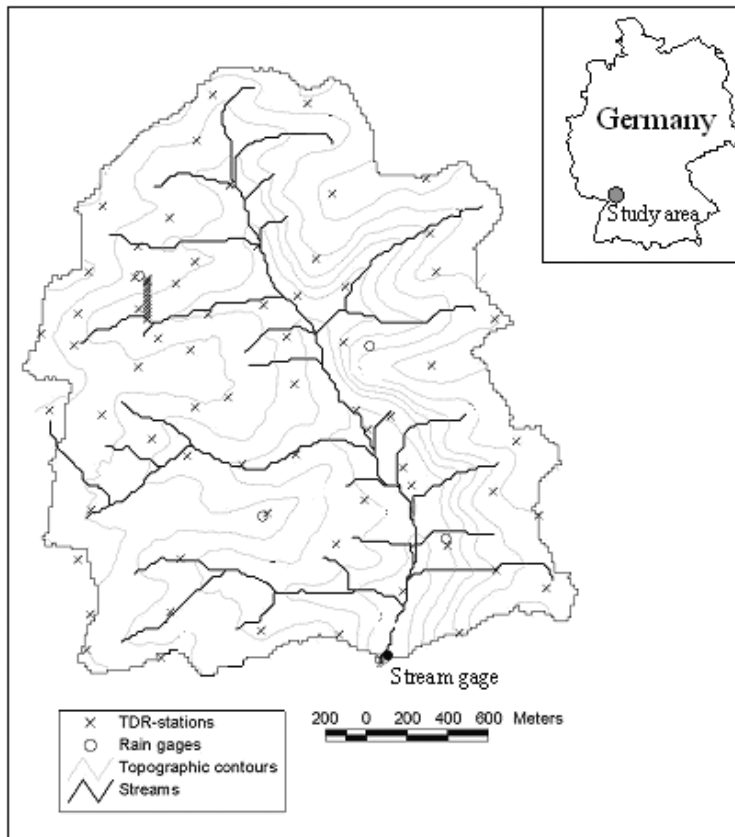 Germany
Study area
Stream gage
× TDR-stations
Rain gages
Topographic contours
Streams
200 0 200 400 600 Meters